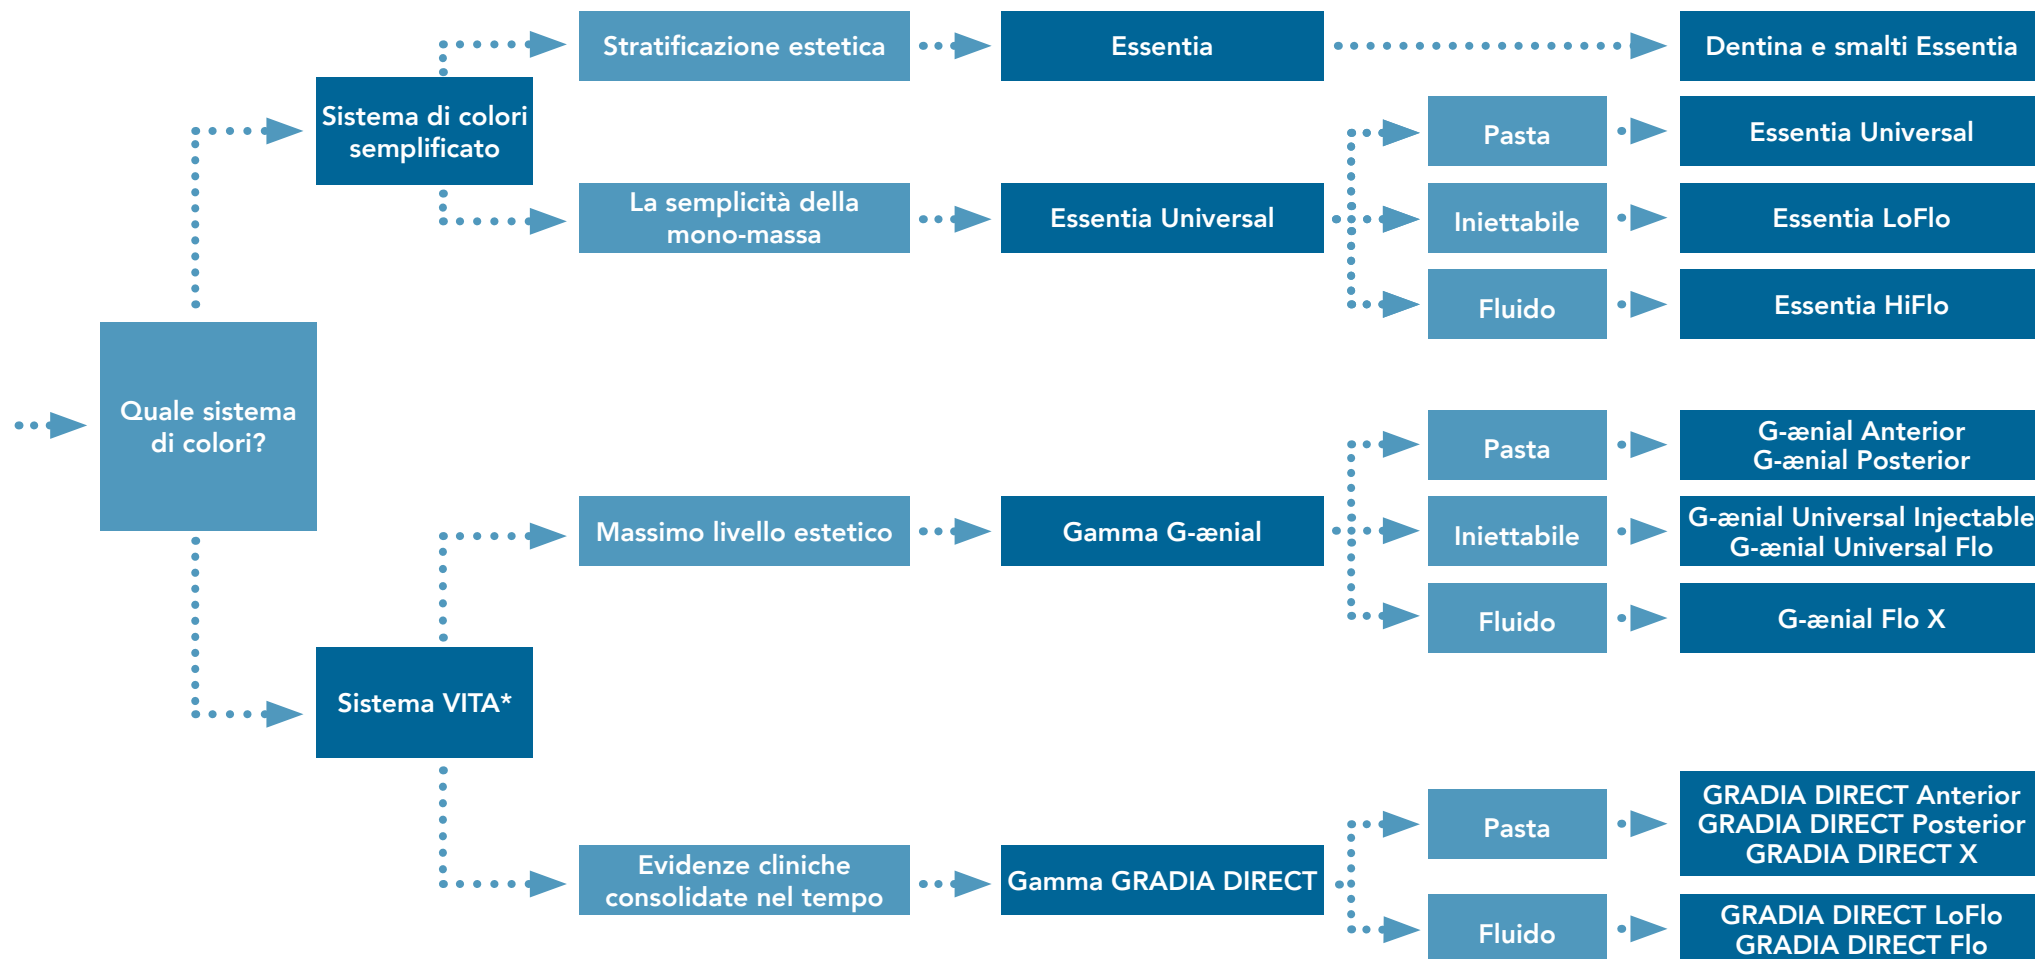 Stratificazione estetica
Essentia
Dentina e smalti Essentia
Sistema di colori
semplificato
Pasta
Essentia Universal
La semplicità della
mono-massa
Essentia Universal
Iniettabile
Essentia LoFlo
Fluido
Essentia HiFlo
Quale sistema
di colori?
Pasta
G-ænial Anterior
G-ænial Posterior
Massimo livello estetico
Gamma G-ænial
Iniettabile
G-ænial Universal Injectable
G-ænial Universal Flo
Fluido
G-ænial Flo X
Sistema VITA*
Pasta
GRADIA DIRECT Anterior
GRADIA DIRECT Posterior
GRADIA DIRECT X
Evidenze cliniche
consolidate nel tempo
Gamma GRADIA DIRECT
Fluido
GRADIA DIRECT LoFlo
GRADIA DIRECT Flo